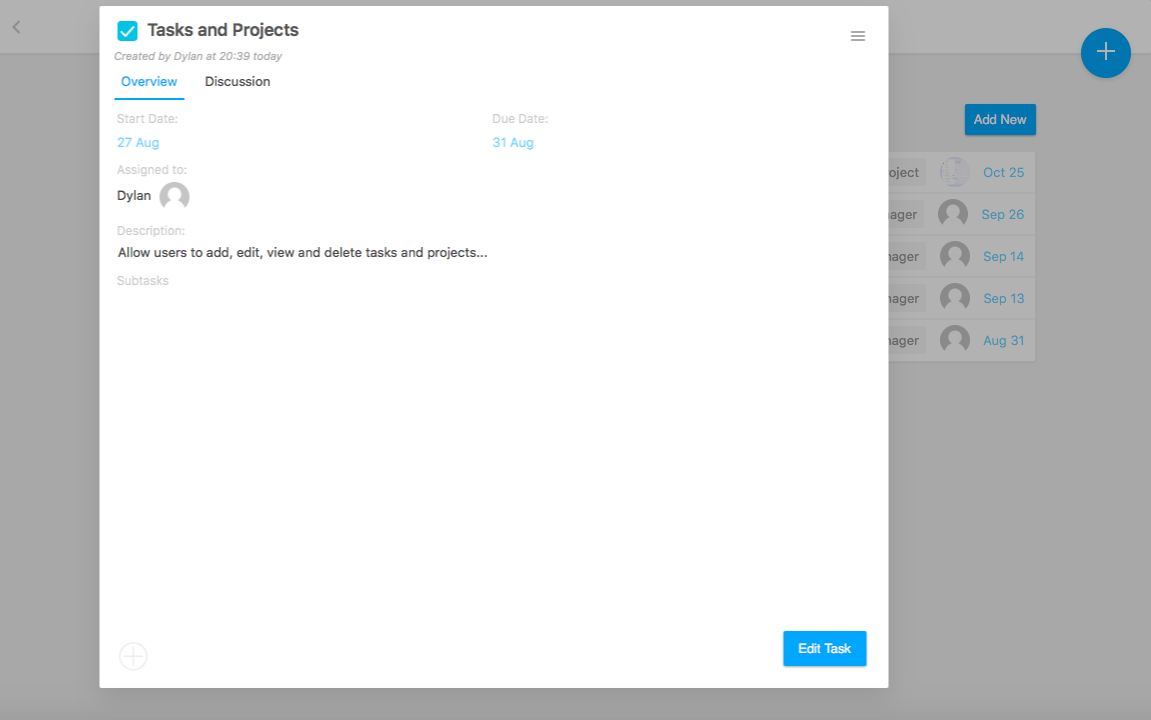 Tasks and Projects
Created by Dylan at 20:39 today
Overview Discussion
Start Date: Due Date:
27 Aug 31 Aug
Assigned to:
Dylan
Description:
Allow users to add, edit, view and delete tasks and projects...
Subtasks
Edit Task
Add New
oject Oct 25
ager Sep 26
nager Sep 14
nager Sep 13
nager Aug 31